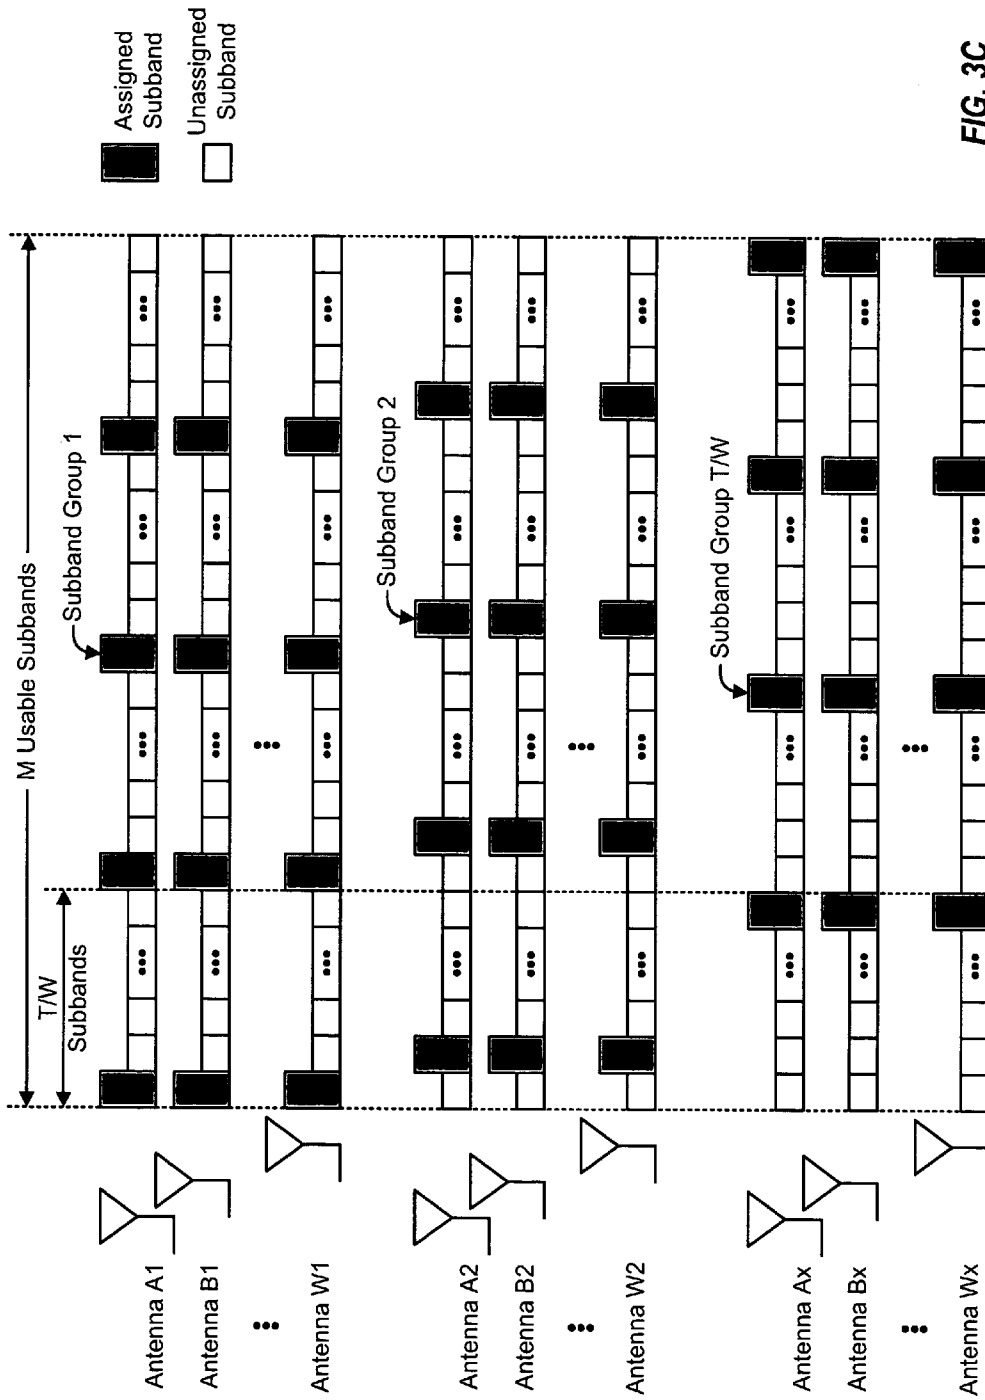 M Usable Subbands
T/W
Subbands
Assigned
Subband
Unassigned
Subband
Subband Group 1
Antenna A1
•••
•••
•••
•••
Antenna B1
•••
•••
•••
•••
•••
•••
Antenna W1
•••
•••
•••
•••
Subband Group 2
Antenna A2
•••
•••
•••
•••
Antenna B2
•••
•••
•••
•••
•••
•••
Antenna W2
•••
•••
•••
•••
Subband Group T/W
Antenna Ax
•••
•••
•••
•••
Antenna Bx
•••
•••
•••
•••
•••
•••
Antenna Wx
•••
•••
•••
•••
FIG. 3C